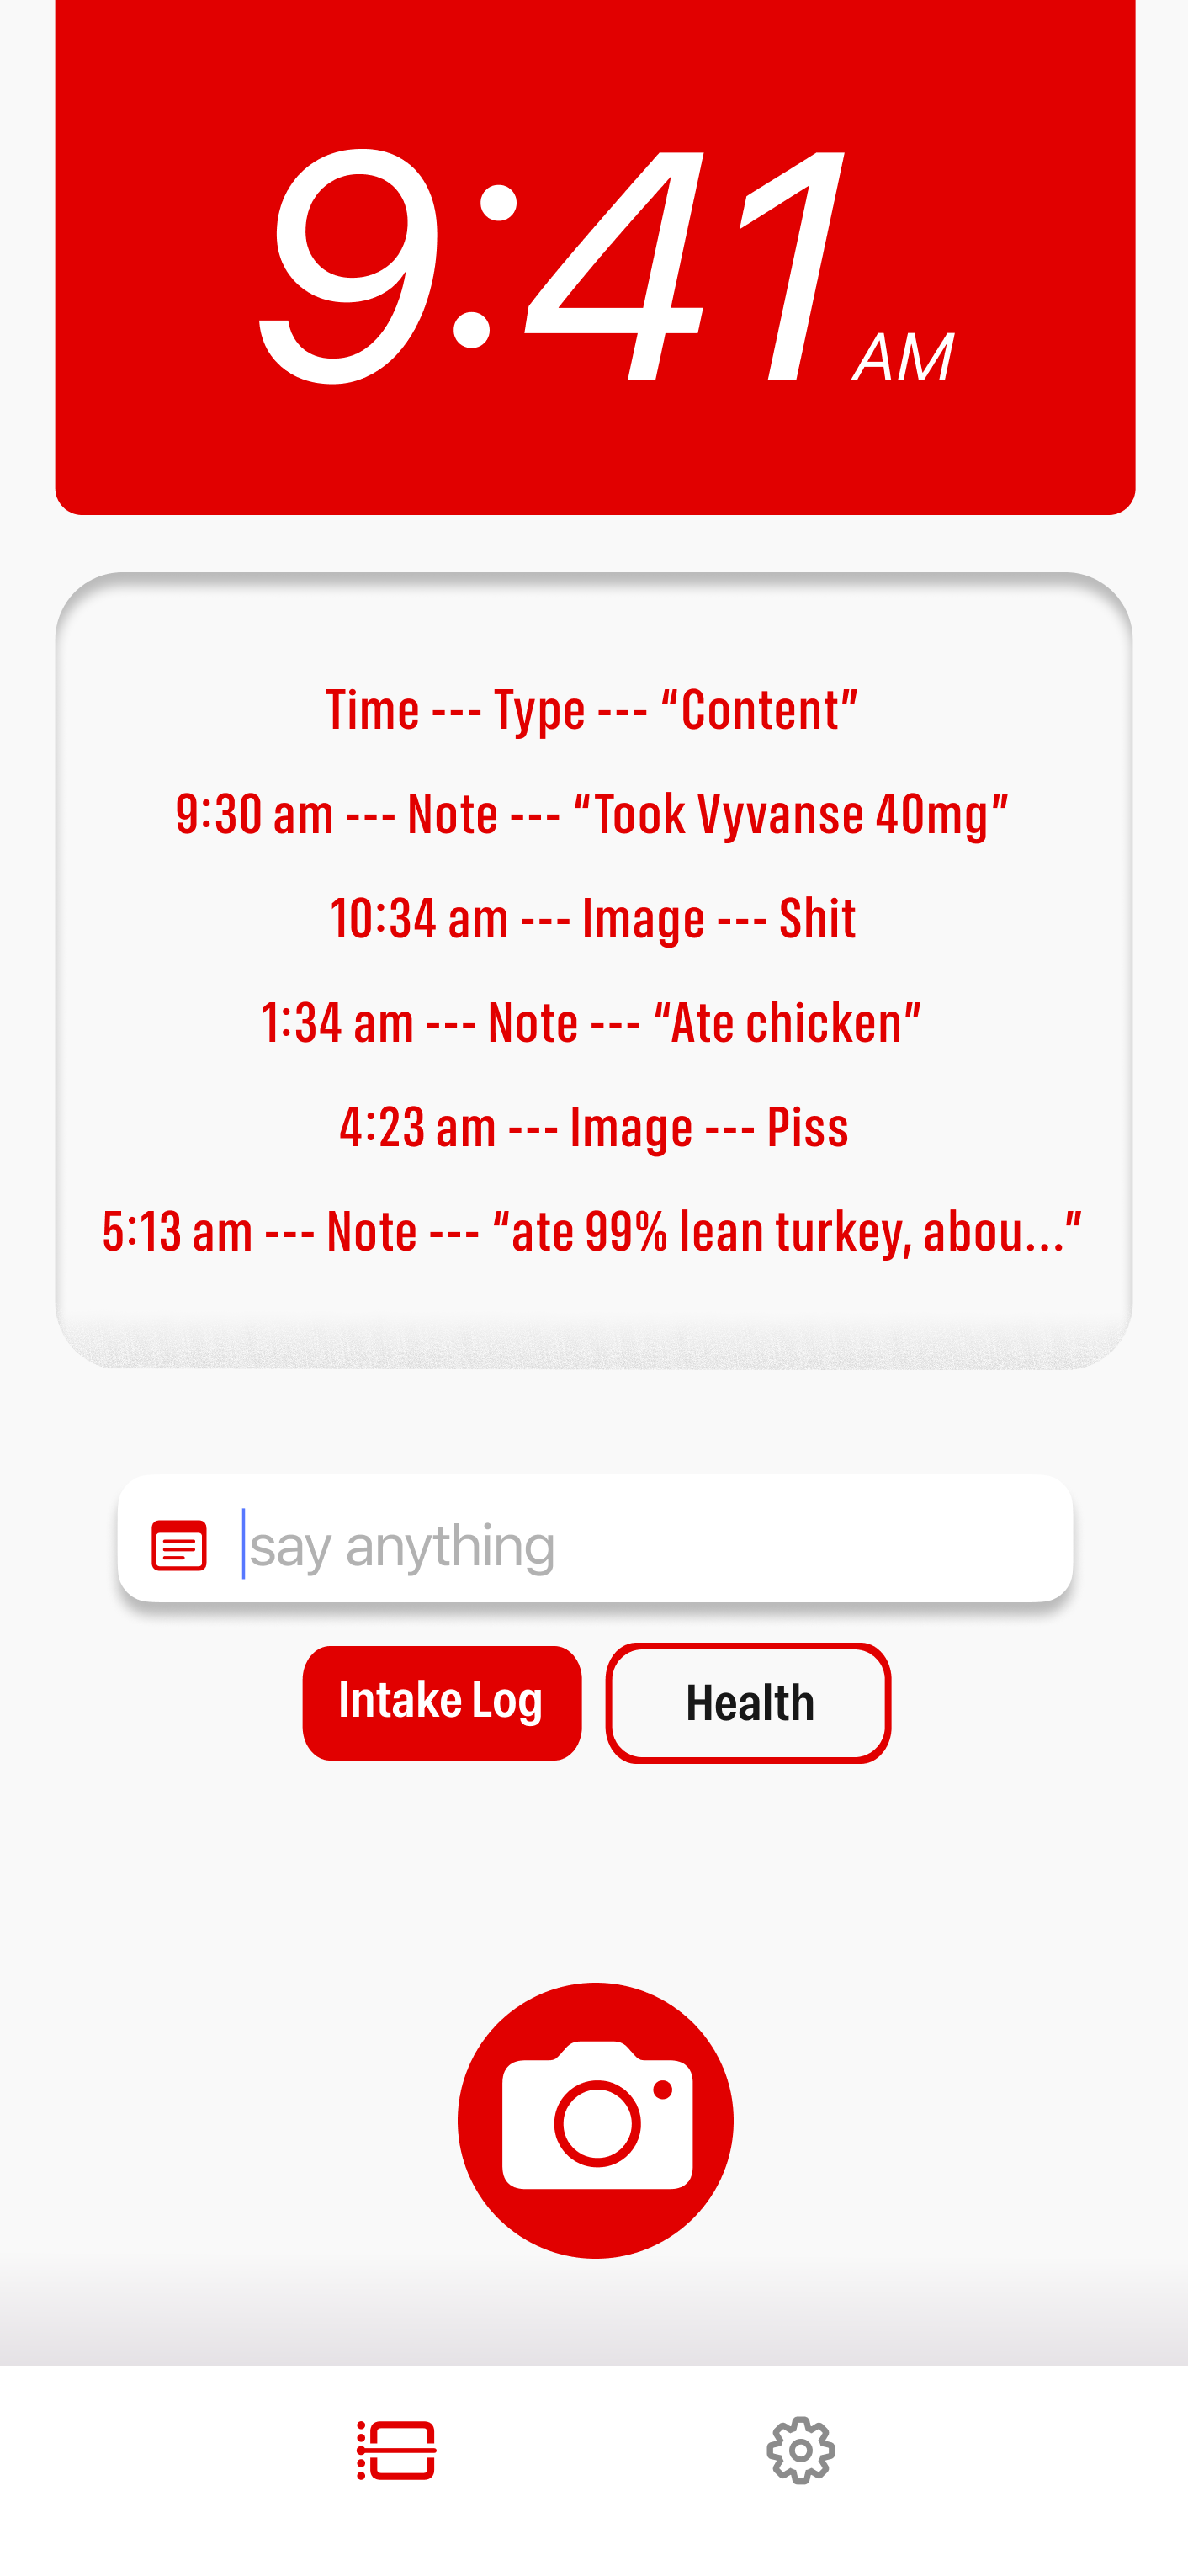 9:41 AM
Time --- Type --- “Content”
9:30 am --- Note --- “Took Vyvanse 40mg”
10:34 am --- Image --- Shit
1:34 am --- Note --- “Ate chicken”
4:23 am --- Image --- Piss
5:13 am --- Note --- “ate 99% lean turkey, abou...”
say anything
Intake Log
Health